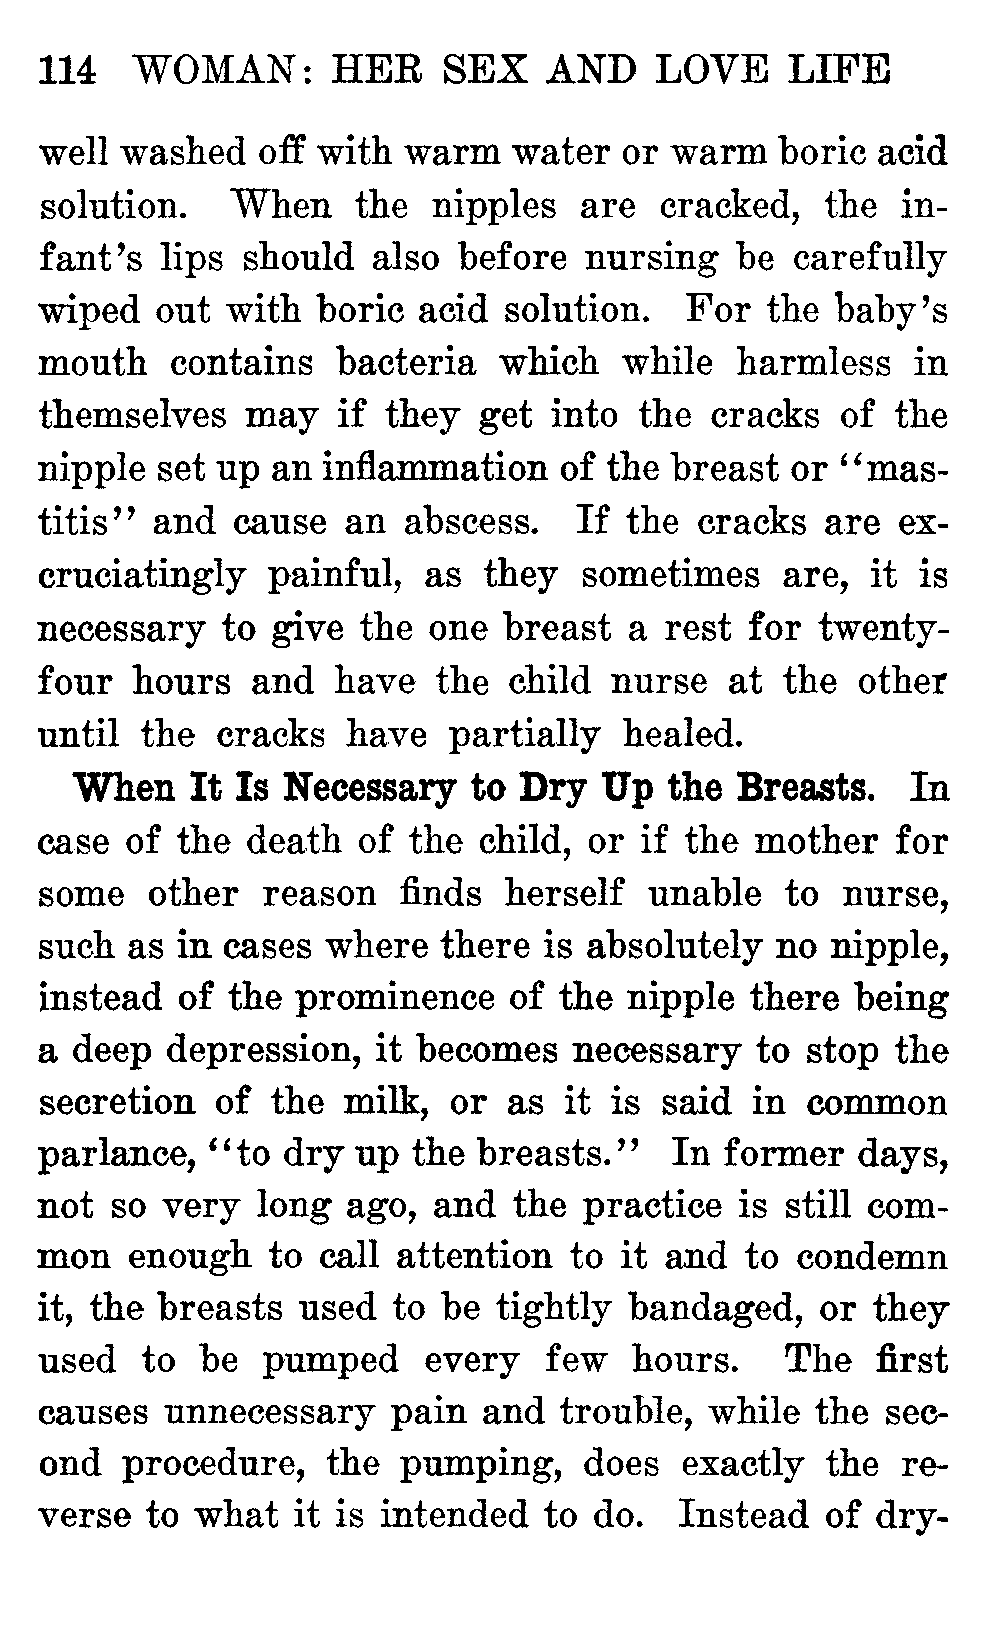 114 WOMAN: HER SEX AND LOVE LIFE
well washed off with warm water or warm boric acid
solution. When the nipples are cracked, the in-
fant's lips should also before nursing be carefully
wiped out with boric acid solution. For the baby's
mouth contains bacteria which while harmless in
themselves may if they get into the cracks of the
nipple set up an inflammation of the breast or "mas-
titis" and cause an abscess. If the cracks are ex-
cruciatingly painful, as they sometimes are, it is
necessary to give the one breast a rest for twenty-
four hours and have the child nurse at the other
until the cracks have partially healed.
When It Is Necessary to Dry Up the Breasts. In
case of the death of the child, or if the mother for
some other reason finds herself unable to nurse,
such as in cases where there is absolutely no nipple,
instead of the prominence of the nipple there being
a deep depression, it becomes necessary to stop the
secretion of the milk, or as it is said in common
parlance, "to dry up the breasts." In former days,
not so very long ago, and the practice is still com-
mon enough to call attention to it and to condemn
it, the breasts used to be tightly bandaged, or they
used to be pumped every few hours. The first
causes unnecessary pain and trouble, while the sec-
ond procedure, the pumping, does exactly the re-
verse to what it is intended to do. Instead of dry-